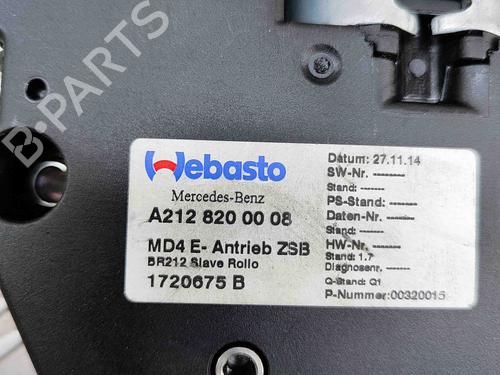 B-PARTS
Webasto
Mercedes-Benz
A212 820 00 08
MD4 E- Antrieb ZSB
BR212 Slave Rollo
1720675 B
Datum: 27.11.14
SW-Nr. -------
Stand: ------
PS-Stand: -------
Daten-Nr. -------
Stand: ------
HW-Nr. -------
Stand: 1.7
Diagnosenr. -------
Q-Stand: Q1
P-Nummer:00320015